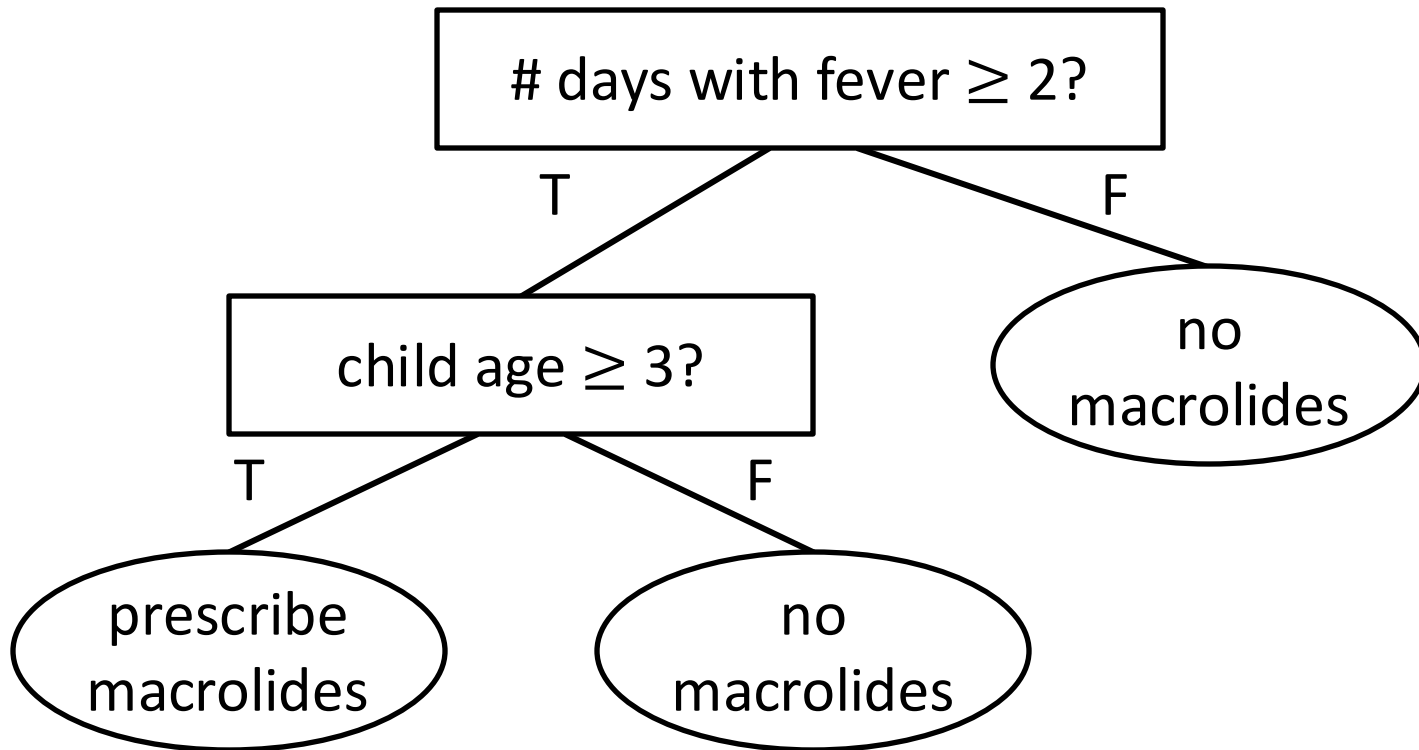 # days with fever ≥ 2?
T
F
child age ≥ 3?
no
macrolides
T
F
prescribe
macrolides
no
macrolides